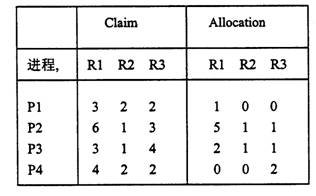 Claim Allocation
进程, R1 R2 R3 R1 R2 R3
P1 3 2 2 1 0 0
P2 6 1 3 5 1 1
P3 3 1 4 2 1 1
P4 4 2 2 0 0 2